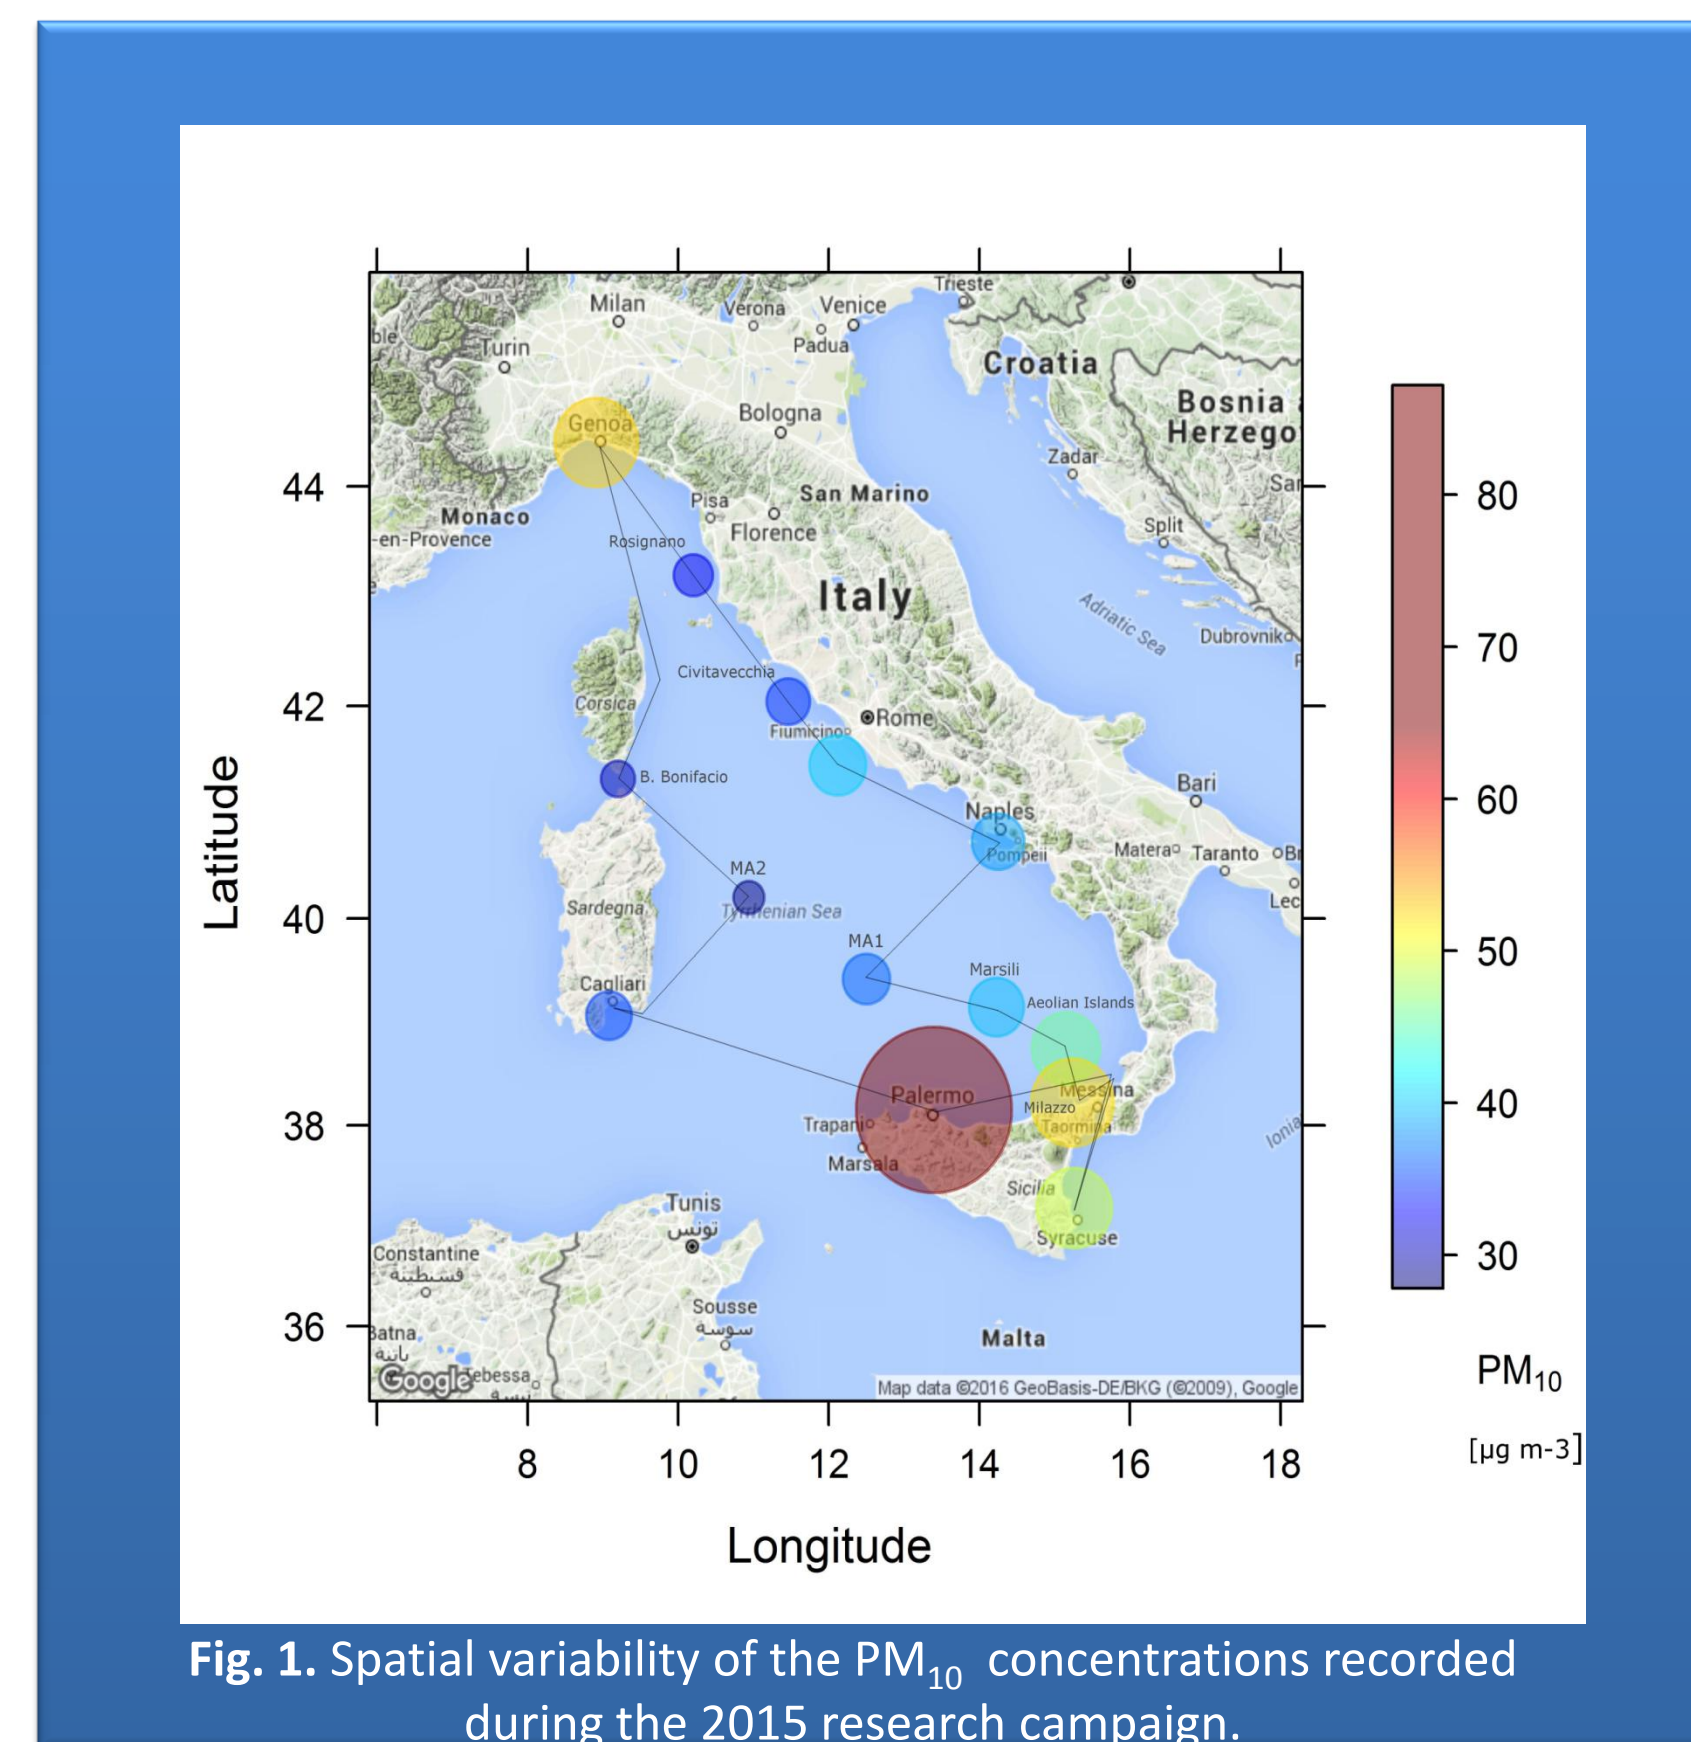 Trieste
Milan
Verona
Venice
Padua
ble
Turin
Croatia
Bosnia
Herzego
Genoa
Bologna
Zadar
44
Pisa
San Marino
Sar
80
Monaco
Florence
Split
-en-Provence
Rosignano
Italy
Adriatic Sea
Dubrovnik
70
Civitavecchia
Corsica
42
Rome
Fiumicino
B. Bonifacio
Bari
60
Naples
Pompeii
Matera
Taranto
Br
Lec
MA2
Tyrrhenian Sea
Sardegna
40
MA1
50
Marsili
Cagliari
Aeolian Islands
Palermo
Messina
Milazzo
40
38
Trapani
Taormina
Ionia
Marsala
Sicilia
Tunis
تونس
Syracuse
Constantine
قسنطينة
30
Sousse
سوسة
36
Batna
باتنة
Malta
Google
Tebessa
Map data ©2016 GeoBasis-DE/BKG (©2009), Google
PM10
[µg m-3]
8 10 12 14 16 18
Latitude
Longitude
Fig. 1. Spatial variability of the PM10 concentrations recorded
during the 2015 research campaign.